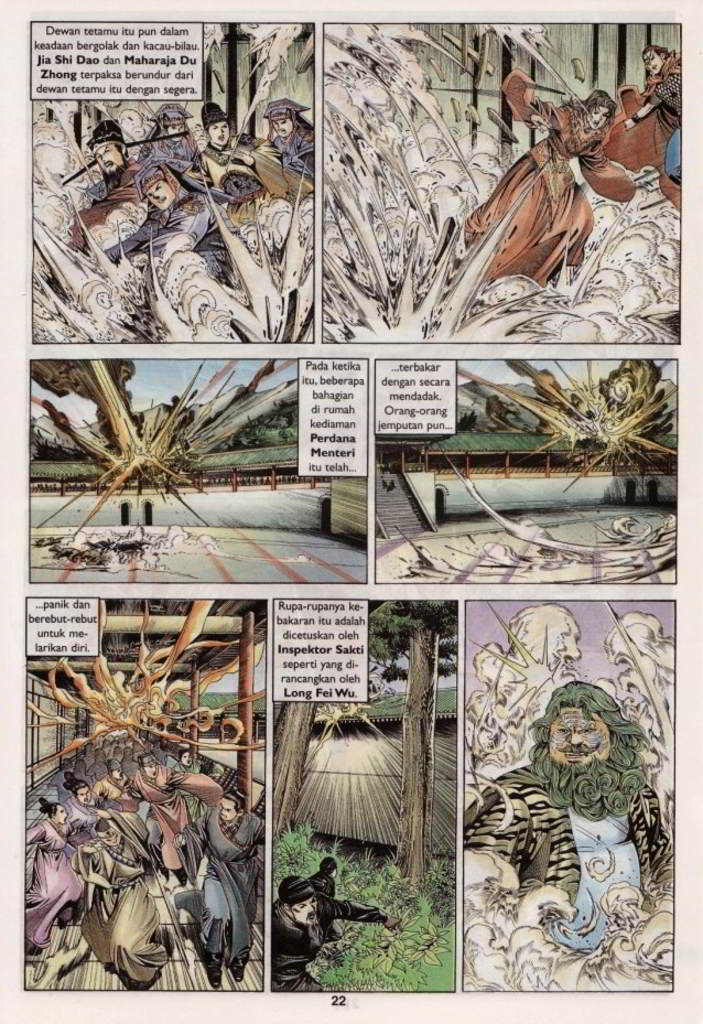 Dewan tetamu itu pun dalam
keadaan bergolak dan kacau-bilau.
Jia Shi Dao dan Maharaja Du
Zhong terpaksa berundur dari
dewan tetamu itu dengan segera.
Pada ketika
itu, beberapa
bahagian
di rumah
kediaman
Perdana
Menteri
itu telah...
...terbakar
dengan secara
mendadak.
Orang-orang
jemputan pun...
...panik dan
berebut-rebut
untuk me-
larikan diri.
Rupa-rupanya ke-
bakaran itu adalah
dicetuskan oleh
Inspektor Sakti
seperti yang di-
rancangkan oleh
Long Fei Wu.
22